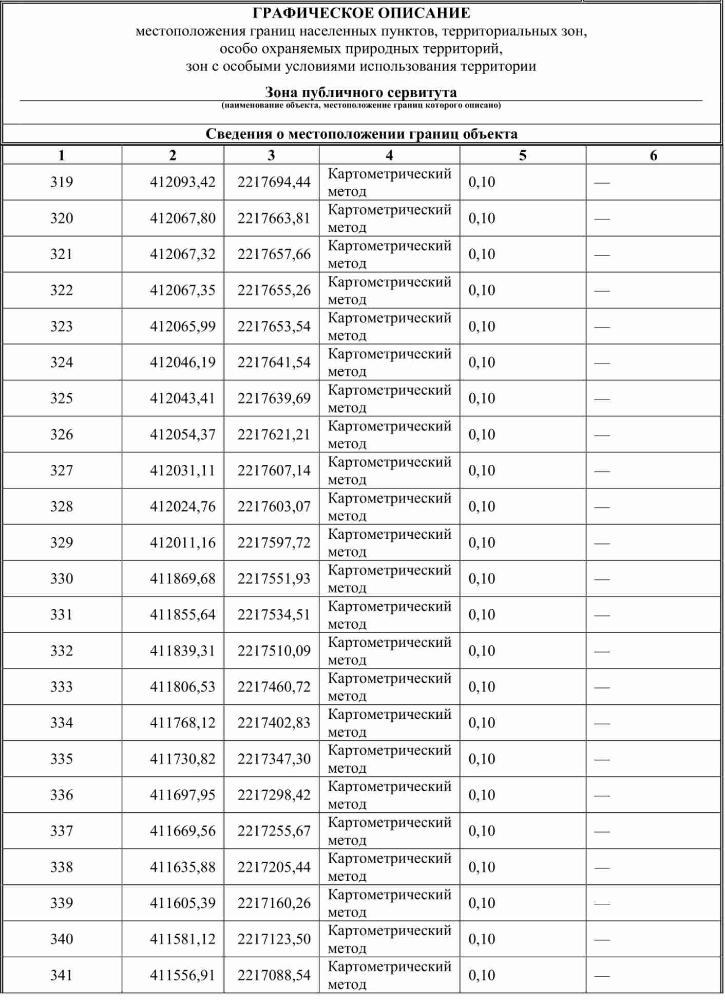 ГРАФИЧЕСКОЕ ОПИСАНИЕ
местоположения границ населенных пунктов, территориальных зон,
особо охраняемых природных территорий,
зон с особыми условиями использования территории
Зона публичного сервитута
(наименование объекта, местоположение границ которого описано)
Сведения о местоположении границ объекта
1 2 3 4 5 6
319 412093,42 2217694,44 Картометрический метод 0,10 —
320 412067,80 2217663,81 Картометрический метод 0,10 —
321 412067,32 2217657,66 Картометрический метод 0,10 —
322 412067,35 2217655,26 Картометрический метод 0,10 —
323 412065,99 2217653,54 Картометрический метод 0,10 —
324 412046,19 2217641,54 Картометрический метод 0,10 —
325 412043,41 2217639,69 Картометрический метод 0,10 —
326 412054,37 2217621,21 Картометрический метод 0,10 —
327 412031,11 2217607,14 Картометрический метод 0,10 —
328 412024,76 2217603,07 Картометрический метод 0,10 —
329 412011,16 2217597,72 Картометрический метод 0,10 —
330 411869,68 2217551,93 Картометрический метод 0,10 —
331 411855,64 2217534,51 Картометрический метод 0,10 —
332 411839,31 2217510,09 Картометрический метод 0,10 —
333 411806,53 2217460,72 Картометрический метод 0,10 —
334 411768,12 2217402,83 Картометрический метод 0,10 —
335 411730,82 2217347,30 Картометрический метод 0,10 —
336 411697,95 2217298,42 Картометрический метод 0,10 —
337 411669,56 2217255,67 Картометрический метод 0,10 —
338 411635,88 2217205,44 Картометрический метод 0,10 —
339 411605,39 2217160,26 Картометрический метод 0,10 —
340 411581,12 2217123,50 Картометрический метод 0,10 —
341 411556,91 2217088,54 Картометрический метод 0,10 —